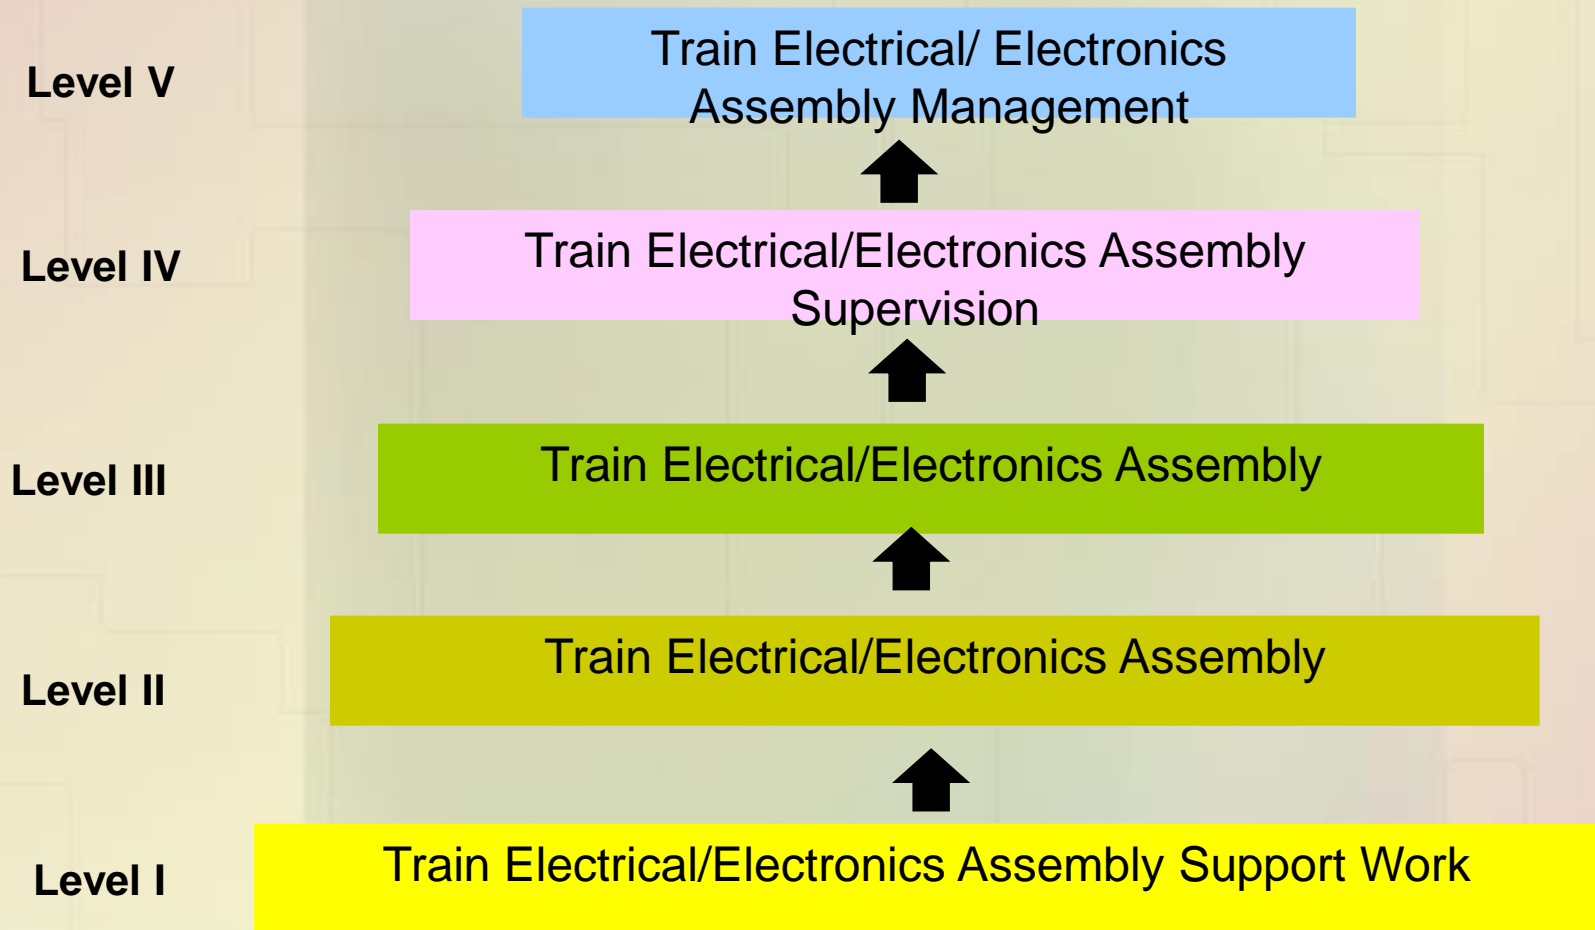 Level V
Train Electrical/ Electronics
Assembly Management
Level IV
Train Electrical/Electronics Assembly
Supervision
Level III
Train Electrical/Electronics Assembly
Level II
Train Electrical/Electronics Assembly
Level I
Train Electrical/Electronics Assembly Support Work